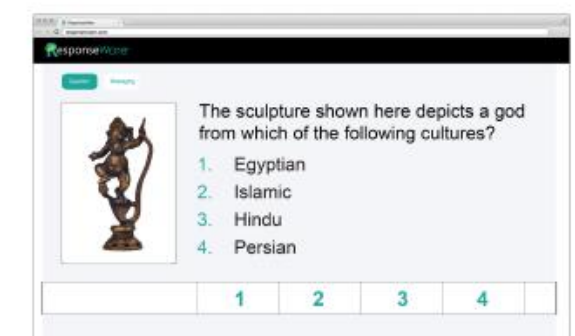 ResponseWare
The sculpture shown here depicts a god
from which of the following cultures?
1. Egyptian
2. Islamic
3. Hindu
4. Persian
1 2 3 4